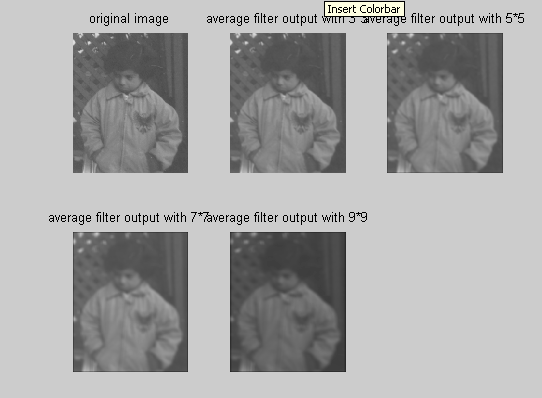 Insert Colorbar
original image
average filter output with 3
average filter output with 5*5
average filter output with 7*7
average filter output with 9*9